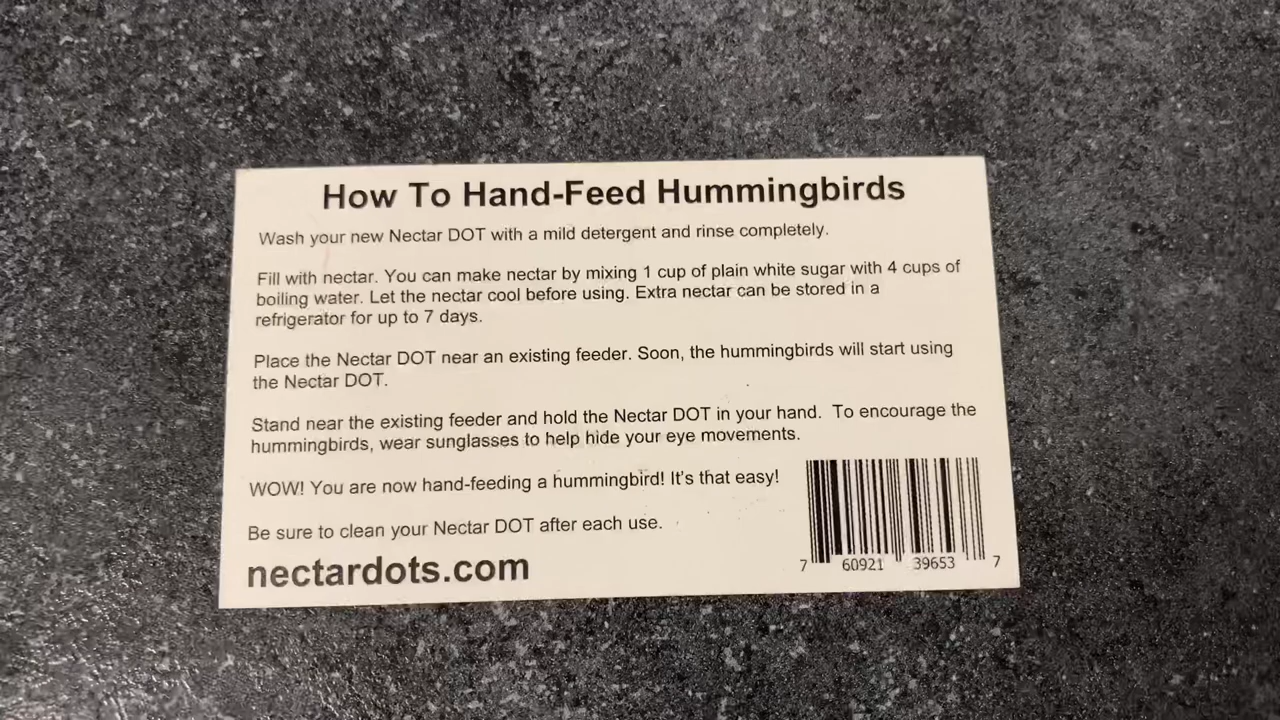 How To Hand-Feed Hummingbirds
Wash your new Nectar DOT with a mild detergent and rinse completely.
Fill with nectar. You can make nectar by mixing 1 cup of plain white sugar with 4 cups of
boiling water. Let the nectar cool before using. Extra nectar can be stored in a
refrigerator for up to 7 days.
Place the Nectar DOT near an existing feeder. Soon, the hummingbirds will start using
the Nectar DOT.
Stand near the existing feeder and hold the Nectar DOT in your hand.  To encourage the
hummingbirds, wear sunglasses to help hide your eye movements.
WOW! You are now hand-feeding a hummingbird! It's that easy!
Be sure to clean your Nectar DOT after each use.
nectardots.com
7 60921 39653 7